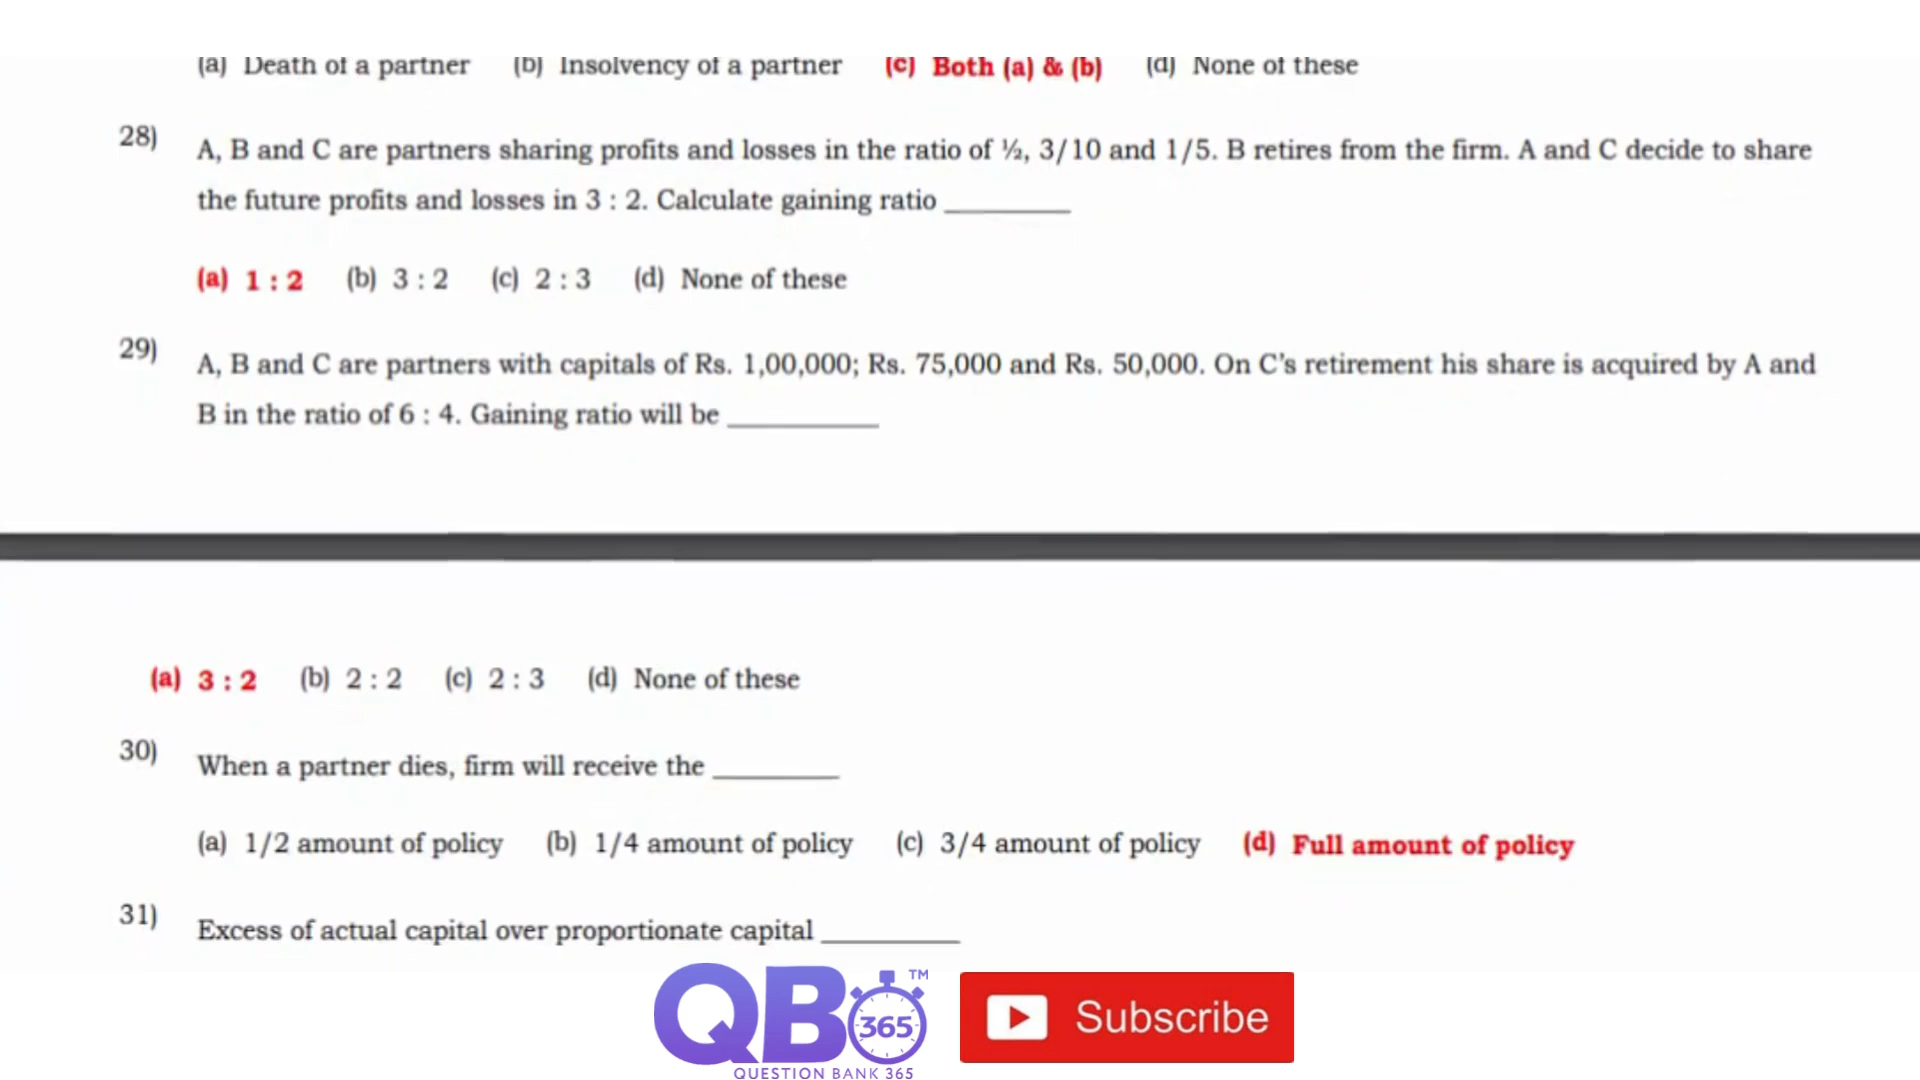 (a) Death of a partner (b) Insolvency of a partner (c) Both (a) & (b) (d) None of these
28) A, B and C are partners sharing profits and losses in the ratio of ½, 3/10 and 1/5. B retires from the firm. A and C decide to share
the future profits and losses in 3 : 2. Calculate gaining ratio __________
(a) 1 : 2 (b) 3 : 2 (c) 2 : 3 (d) None of these
29) A, B and C are partners with capitals of Rs. 1,00,000; Rs. 75,000 and Rs. 50,000. On C's retirement his share is acquired by A and
B in the ratio of 6 : 4. Gaining ratio will be ____________
(a) 3 : 2 (b) 2 : 2 (c) 2 : 3 (d) None of these
30) When a partner dies, firm will receive the __________
(a) 1/2 amount of policy (b) 1/4 amount of policy (c) 3/4 amount of policy (d) Full amount of policy
31) Excess of actual capital over proportionate capital ___________
QB 365 TM
QUESTION BANK 365
Subscribe